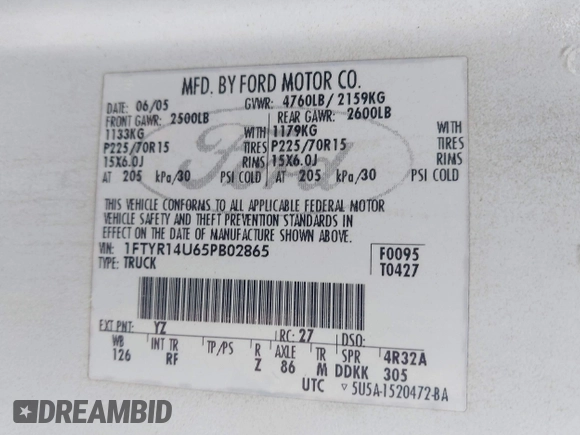 MFD. BY FORD MOTOR CO.
DATE: 06/05 GVWR: 4760LB / 2159KG
FRONT GAWR: 2500LB REAR GAWR: 2600LB
1133KG WITH 1179KG WITH
P225/70R15 TIRES P225/70R15 TIRES
15X6.0J RIMS 15X6.0J RIMS
AT 205 kPa/30 PSI COLD AT 205 kPa/30 PSI COLD
Ford
THIS VEHICLE CONFORMS TO ALL APPLICABLE FEDERAL MOTOR
VEHICLE SAFETY AND THEFT PREVENTION STANDARDS IN
EFFECT ON THE DATE OF MANUFACTURE SHOWN ABOVE.
VIN: 1FTYR14U65PB02865 F0095
TYPE: TRUCK T0427
EXT PNT: YZ RC: 27 DSO:
WB INT TR TP/PS R AXLE TR SPR 4R32A
126 RF Z 86 M DDKK 305
UTC 5U5A-1520472-BA
DREAMBID